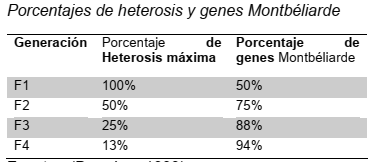 Porcentajes de heterosis y genes Montbéliarde
Generación Porcentaje de Porcentaje de
Heterosis máxima genes Montbéliarde
F1 100% 50%
F2 50% 75%
F3 25% 88%
F4 13% 94%